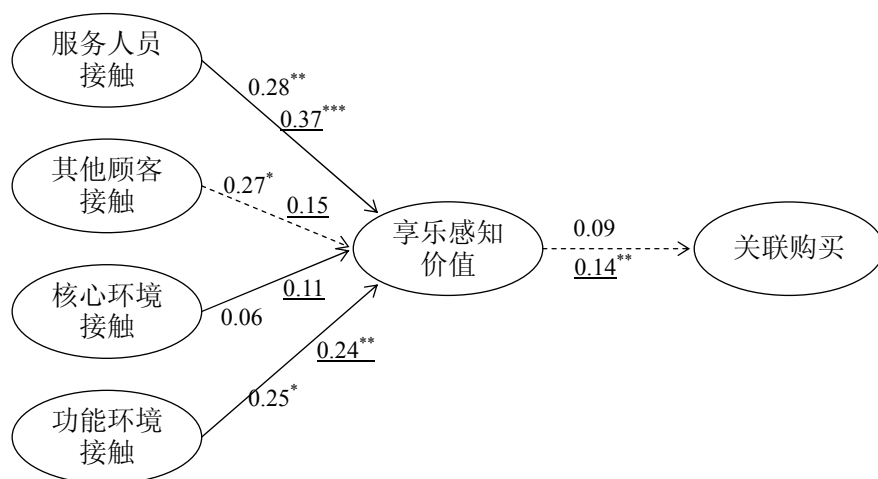 服务人员
接触
0.28**
0.37***
其他顾客
接触
0.27*
0.15
享乐感知
价值
0.09
0.14**
关联购买
核心环境
接触
0.11
0.06
0.24**
0.25*
功能环境
接触